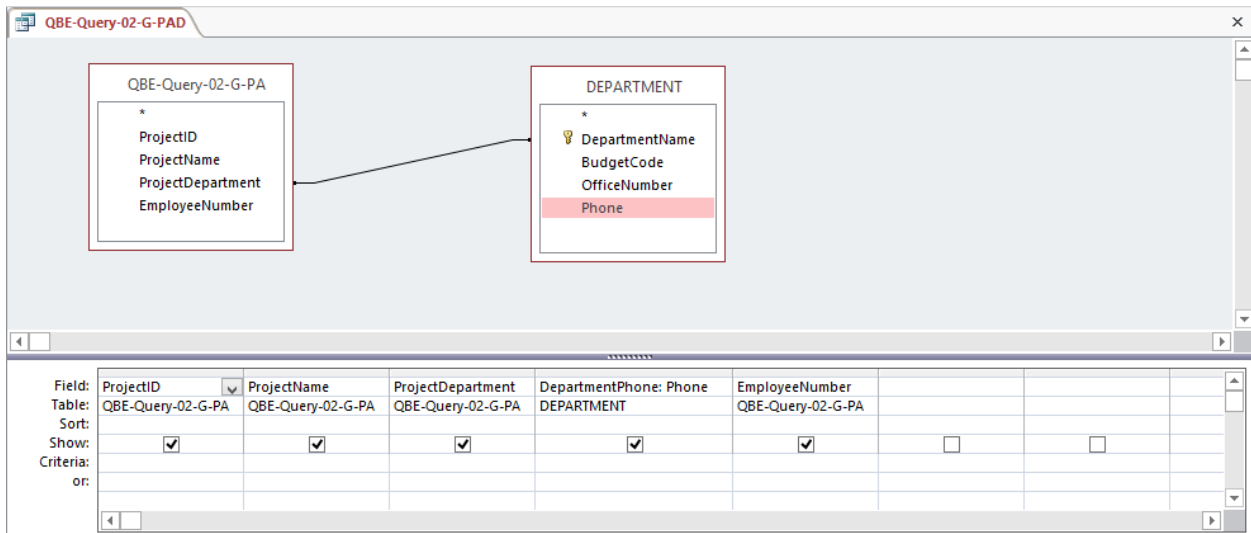 QBE-Query-02-G-PAD
QBE-Query-02-G-PA
*
ProjectID
ProjectName
ProjectDepartment
EmployeeNumber
DEPARTMENT
*
DepartmentName
BudgetCode
OfficeNumber
Phone
Field: ProjectID ProjectName ProjectDepartment DepartmentPhone: Phone EmployeeNumber
Table: QBE-Query-02-G-PA QBE-Query-02-G-PA QBE-Query-02-G-PA DEPARTMENT QBE-Query-02-G-PA
Sort:
Show:
Criteria:
or: